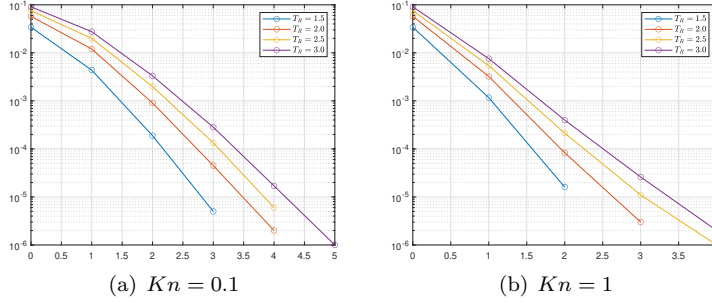 10^-1
10^-2
10^-3
10^-4
10^-5
10^-6
0 0.5 1 1.5 2 2.5 3 3.5 4 4.5 5
T_R = 1.5
T_R = 2.0
T_R = 2.5
T_R = 3.0
(a) Kn = 0.1
10^-1
10^-2
10^-3
10^-4
10^-5
10^-6
0 0.5 1 1.5 2 2.5 3 3.5 4
T_R = 1.5
T_R = 2.0
T_R = 2.5
T_R = 3.0
(b) Kn = 1